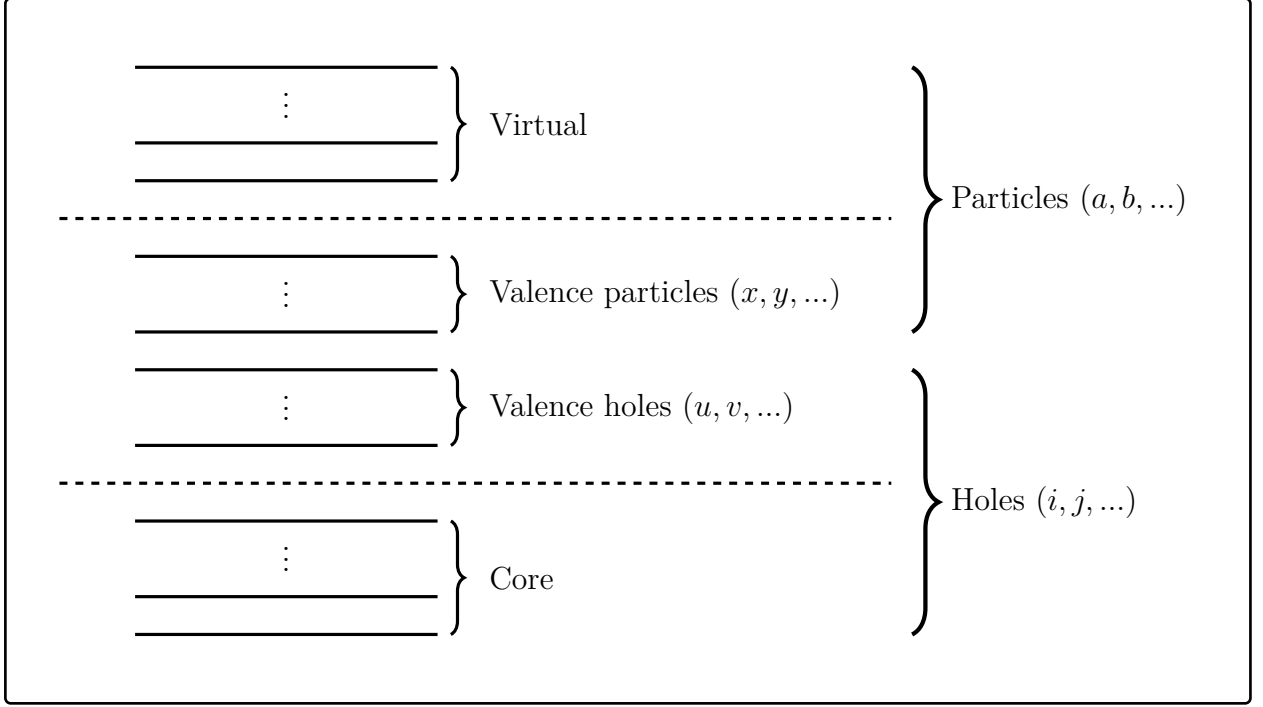 Virtual
Particles (a, b, ...)
Valence particles (x, y, ...)
Valence holes (u, v, ...)
Holes (i, j, ...)
Core